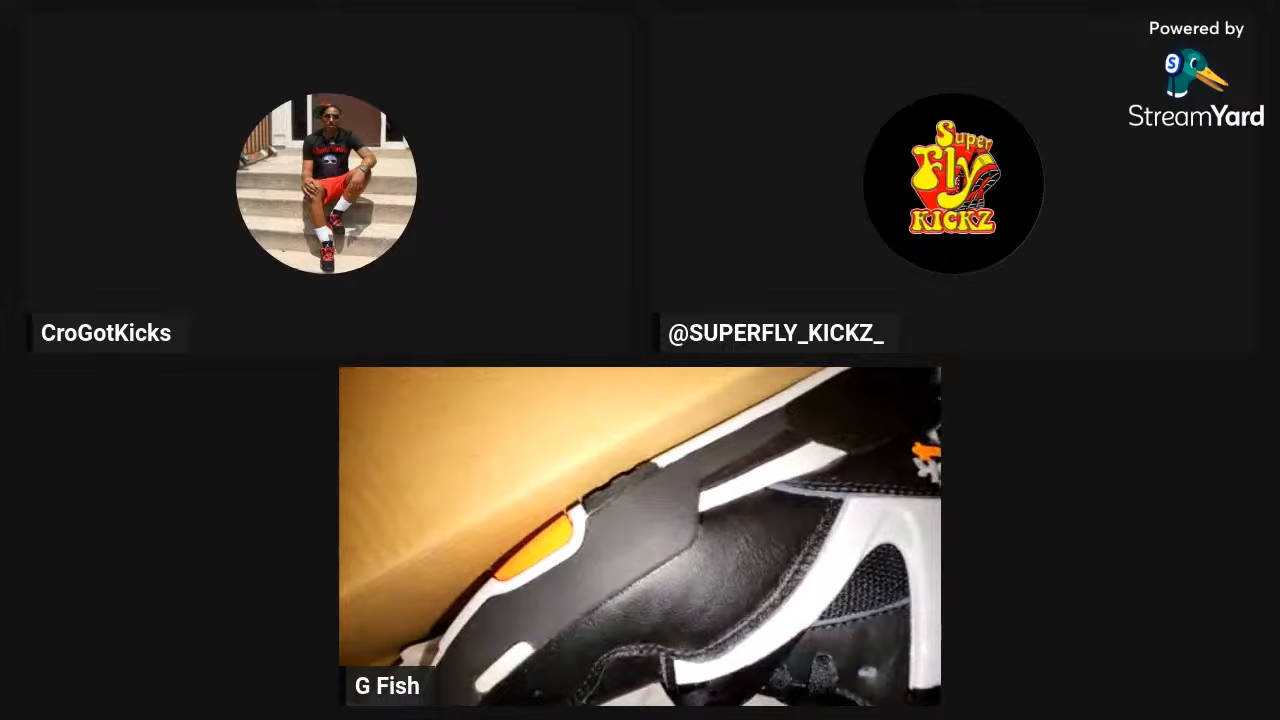 Powered by
StreamYard
Super
Fly
KICKZ
CroGotKicks
@SUPERFLY_KICKZ_
G Fish